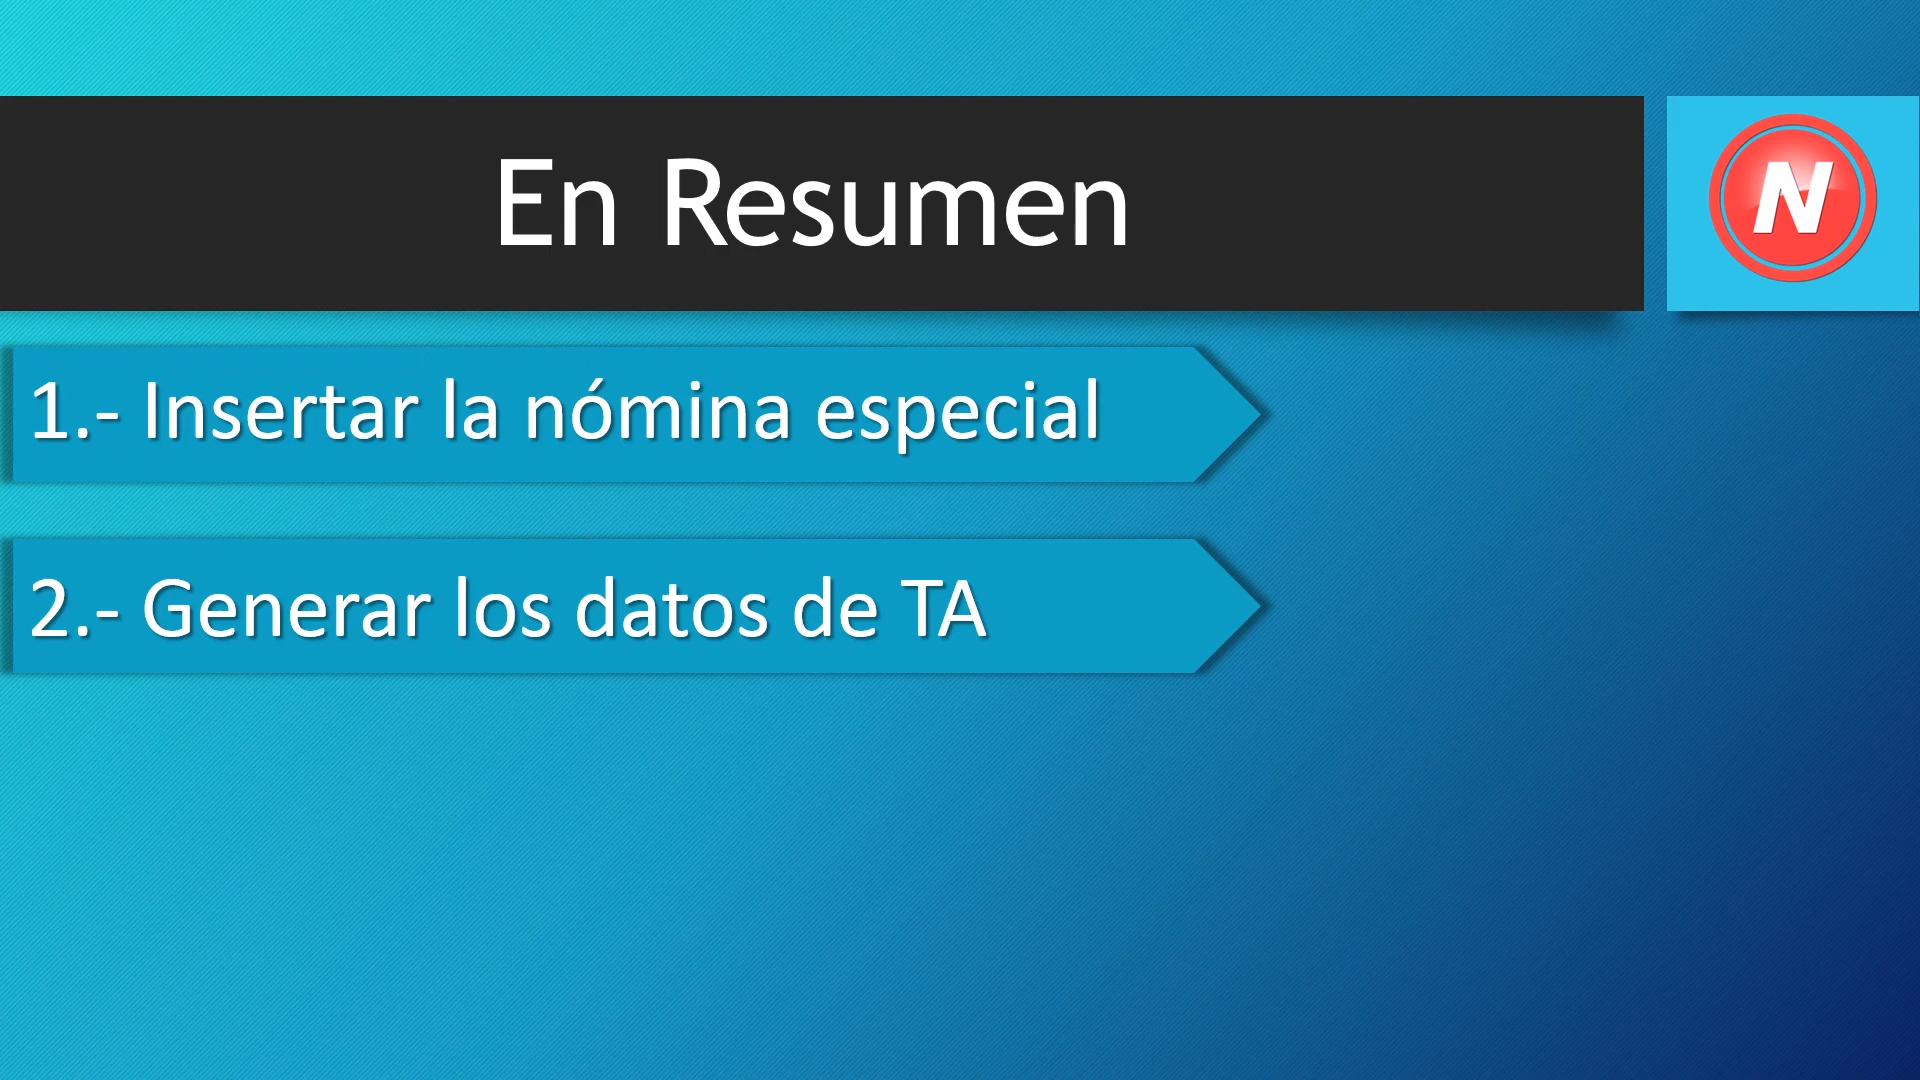 En Resumen
N
1.- Insertar la nómina especial
2.- Generar los datos de TA